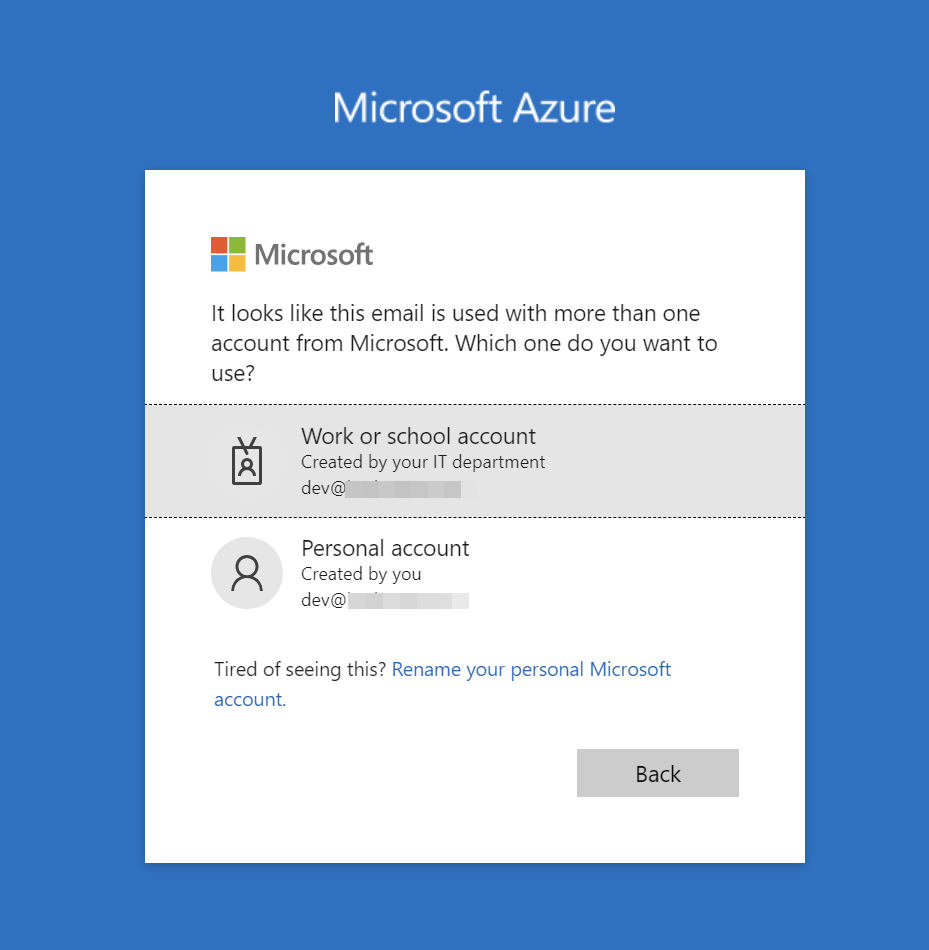 Microsoft Azure
Microsoft
It looks like this email is used with more than one
account from Microsoft. Which one do you want to
use?
Work or school account
Created by your IT department
dev@
Personal account
Created by you
dev@
Tired of seeing this? Rename your personal Microsoft
account.
Back